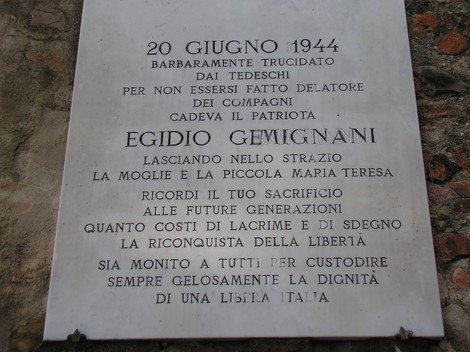 20 GIUGNO 1944
BARBARAMENTE TRUCIDATO
DAI TEDESCHI
PER NON ESSERSI FATTO DELATORE
DEI COMPAGNI
CADEVA IL PATRIOTA
EGIDIO GEMIGNANI
LASCIANDO NELLO STRAZIO
LA MOGLIE E LA PICCOLA MARIA TERESA
RICORDI IL TUO SACRIFICIO
ALLE FUTURE GENERAZIONI
QUANTO COSTI DI LACRIME E DI SDEGNO
LA RICONQUISTA DELLA LIBERTÀ
SIA MONITO A TUTTI PER CUSTODIRE
SEMPRE GELOSAMENTE LA DIGNITÀ
DI UNA LIBERA ITALIA